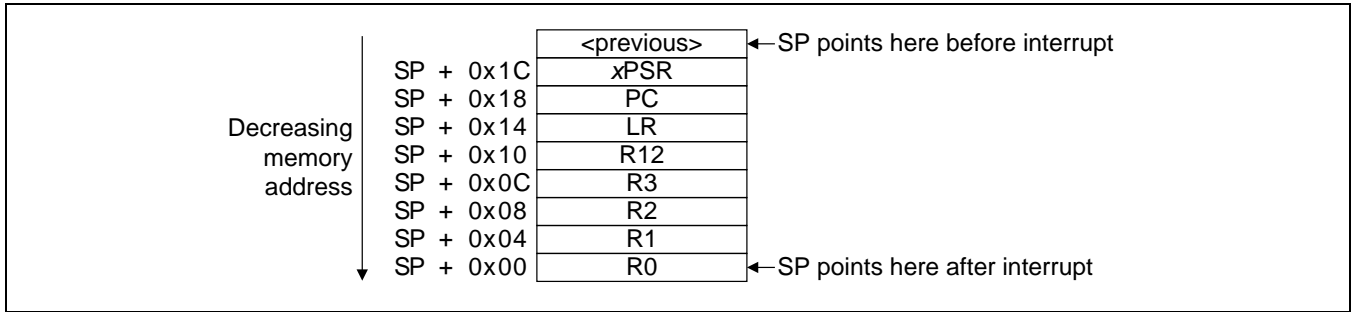 <previous> SP points here before interrupt
SP + 0x1C xPSR
SP + 0x18 PC
Decreasing SP + 0x14 LR
memory SP + 0x10 R12
address SP + 0x0C R3
SP + 0x08 R2
SP + 0x04 R1
SP + 0x00 R0 SP points here after interrupt